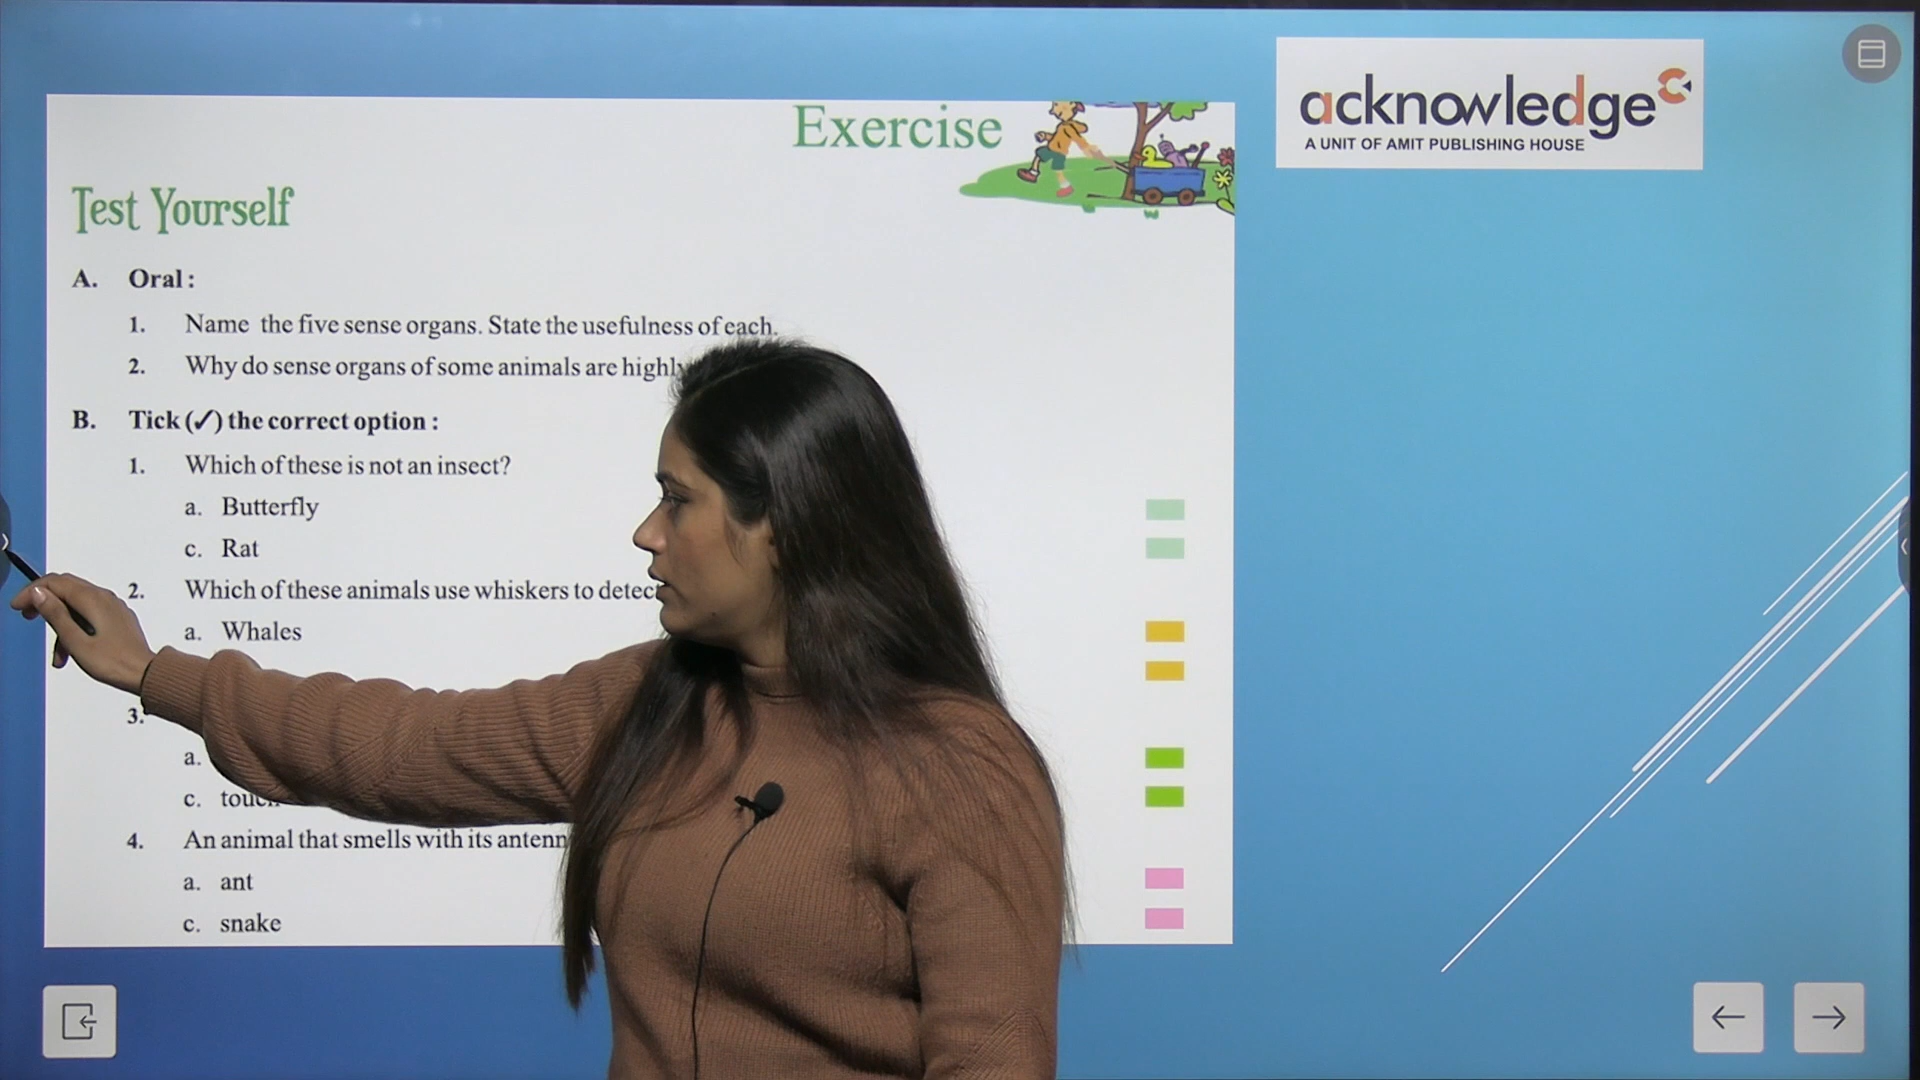 acknowledge
A UNIT OF AMIT PUBLISHING HOUSE
Exercise
Test Yourself
A. Oral :
1. Name the five sense organs. State the usefulness of each.
2. Why do sense organs of some animals are highly
B. Tick (✓) the correct option :
1. Which of these is not an insect?
a. Butterfly
c. Rat
2. Which of these animals use whiskers to detect
a. Whales
3.
a.
c. touch
4. An animal that smells with its
a. ant
c. snake